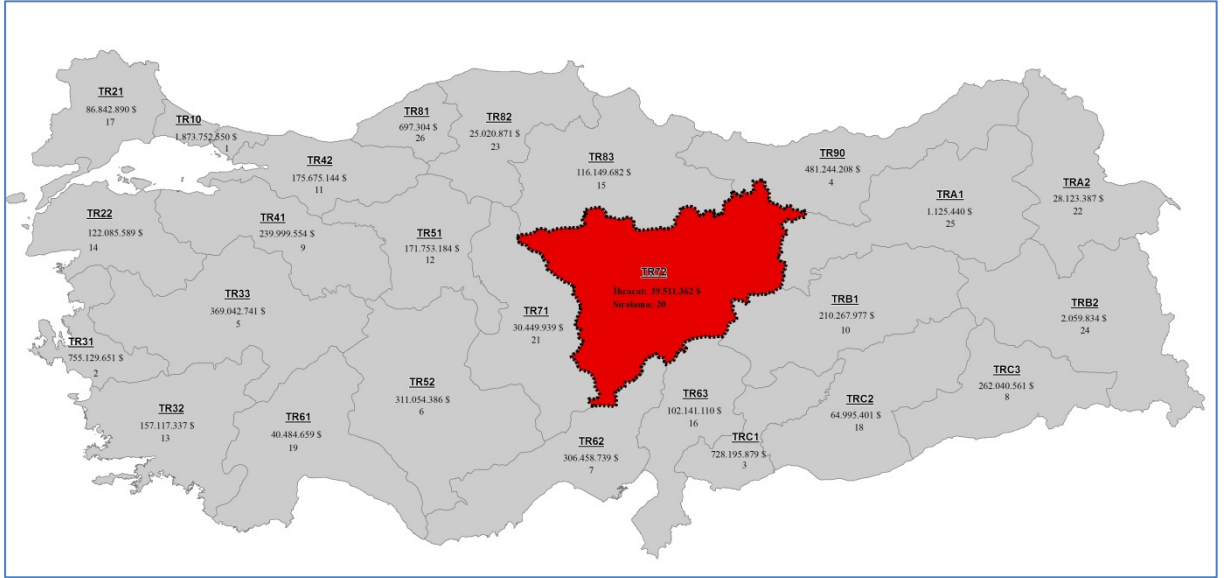 TR21
86.842.890 $
17
TR10
1.873.752.550 $
1
TR81
697.304 $
26
TR82
25.020.871 $
23
TR42
175.675.144 $
11
TR83
116.149.682 $
15
TR90
481.244.208 $
4
TRA1
1.125.440 $
25
TRA2
28.123.387 $
22
TR22
122.085.589 $
14
TR41
239.999.554 $
9
TR51
171.753.184 $
12
TR72
İhracat: 39.511.362 $
Sıralama: 20
TR33
369.042.741 $
5
TR71
30.449.939 $
21
TRB1
210.267.977 $
10
TRB2
2.059.834 $
24
TR31
755.129.651 $
2
TR52
311.054.386 $
6
TRC3
262.040.561 $
8
TR32
157.117.337 $
13
TR61
40.484.659 $
19
TR63
102.141.110 $
16
TRC2
64.995.401 $
18
TR62
306.458.739 $
7
TRC1
728.195.879 $
3